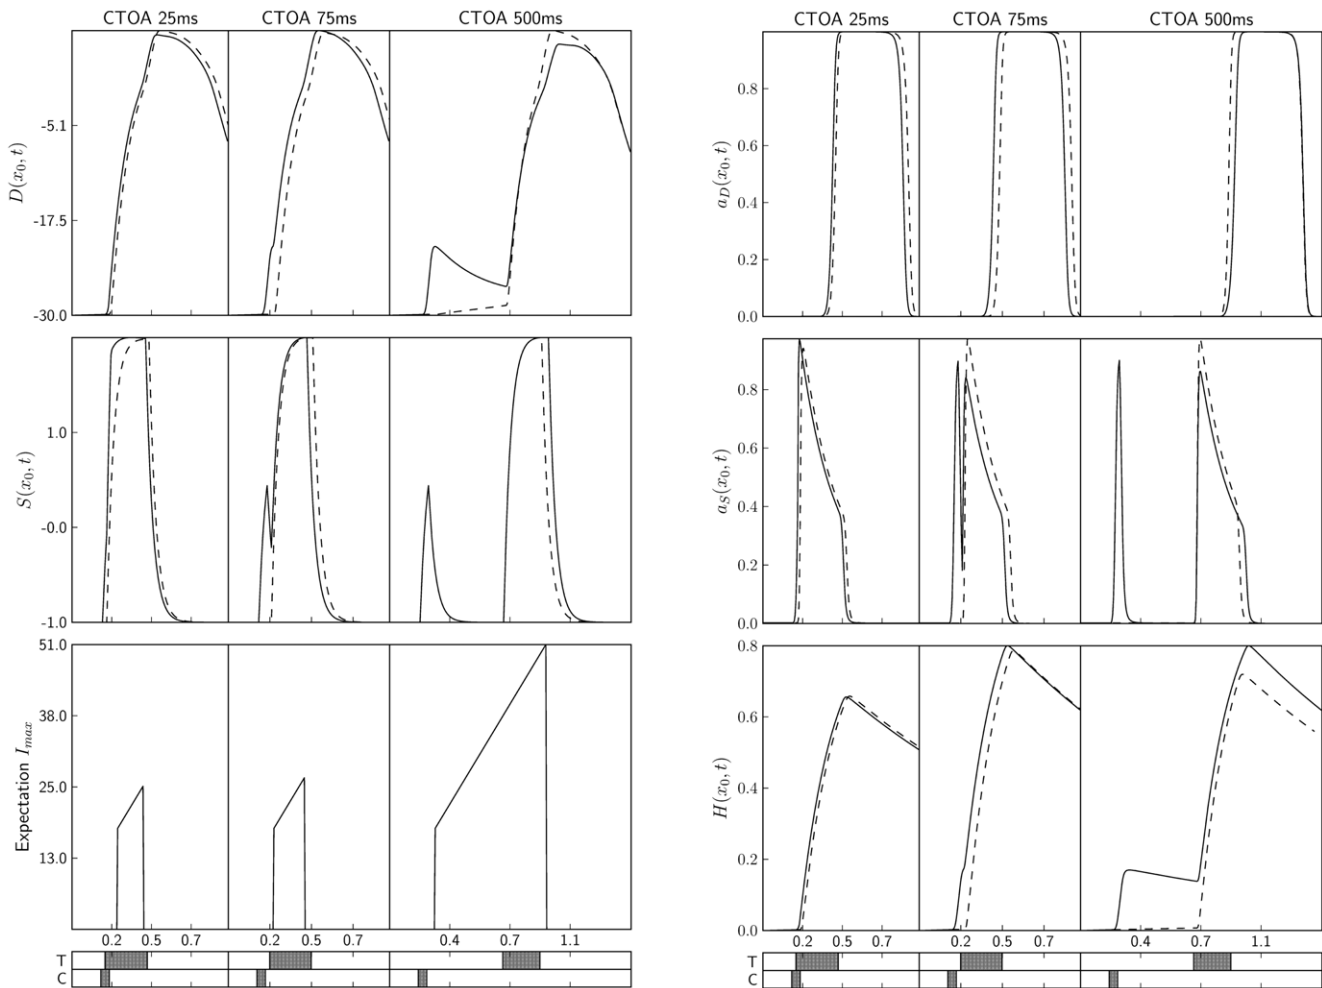 CTOA 25ms CTOA 75ms CTOA 500ms
-5.1
-17.5
-30.0
D(x₀, t)
1.0
-0.0
-1.0
S(x₀, t)
51.0
38.0
25.0
13.0
Expectation I_max
0.2 0.5 0.7 0.2 0.5 0.7 0.4 0.7 1.1
T
C
CTOA 25ms CTOA 75ms CTOA 500ms
0.8
0.6
0.4
0.2
0.0
a_D(x₀, t)
0.8
0.6
0.4
0.2
0.0
a_S(x₀, t)
0.8
0.6
0.4
0.2
0.0
H(x₀, t)
0.2 0.5 0.7 0.2 0.5 0.7 0.4 0.7 1.1
T
C